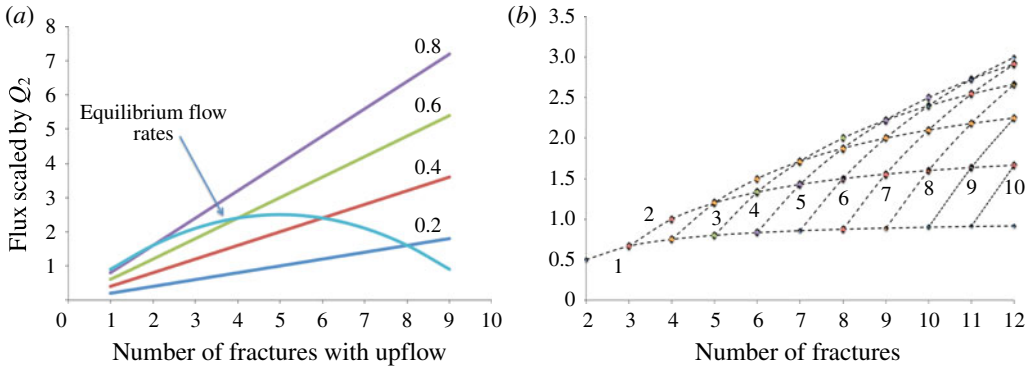 (a)
Flux scaled by Q2
8
7
6
5
4
3
2
1
0 1 2 3 4 5 6 7 8 9 10
Number of fractures with upflow
Equilibrium flow
rates
0.8
0.6
0.4
0.2
(b)
3.5
3.0
2.5
2.0
1.5
1.0
0.5
0
2 3 4 5 6 7 8 9 10 11 12
Number of fractures
1 2 3 4 5 6 7 8 9 10